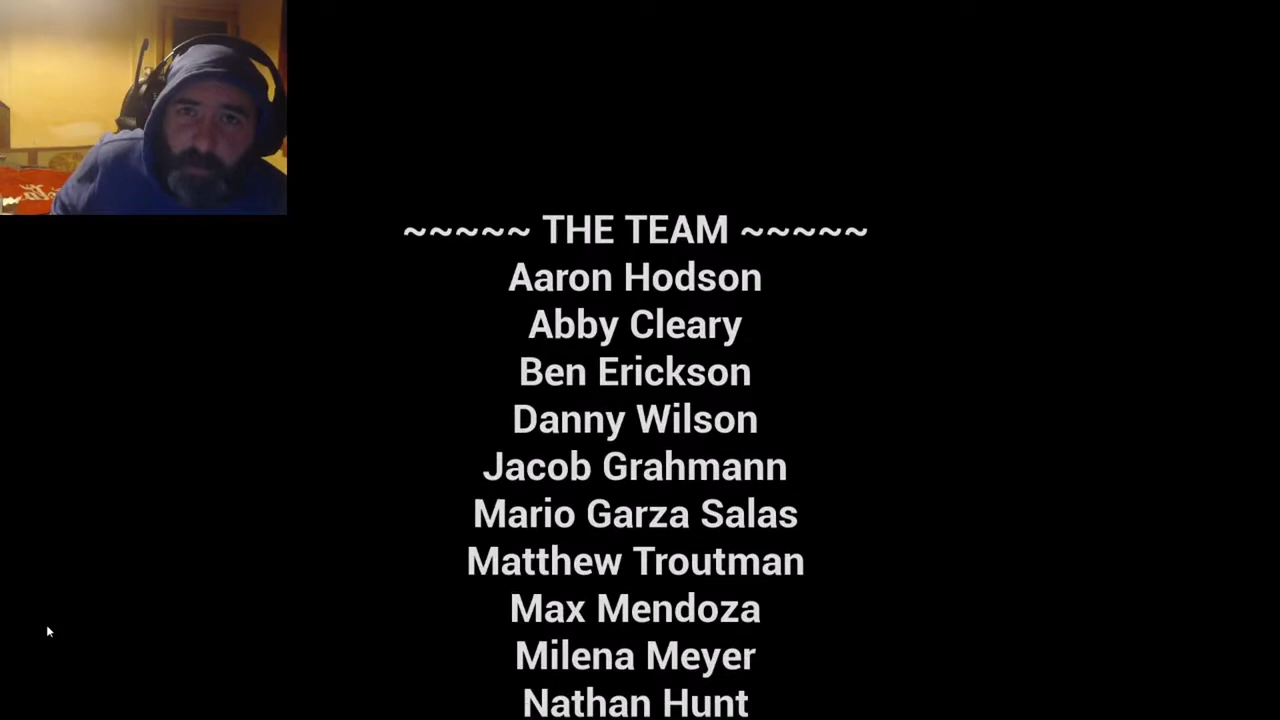 ~~~~~ THE TEAM ~~~~~
Aaron Hodson
Abby Cleary
Ben Erickson
Danny Wilson
Jacob Grahmann
Mario Garza Salas
Matthew Troutman
Max Mendoza
Milena Meyer
Nathan Hunt